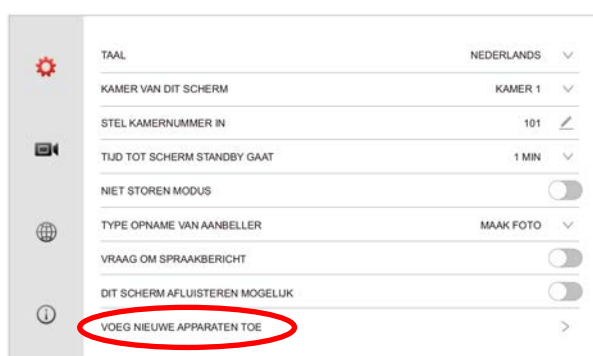 TAAL NEDERLANDS
KAMER VAN DIT SCHERM KAMER 1
STEL KAMERNUMMER IN 101
TIJD TOT SCHERM STANDBY GAAT 1 MIN
NIET STOREN MODUS
TYPE OPNAME VAN AANBELLER MAAK FOTO
VRAAG OM SPRAAKBERICHT
DIT SCHERM AFLUISTEREN MOGELIJK
VOEG NIEUWE APPARATEN TOE